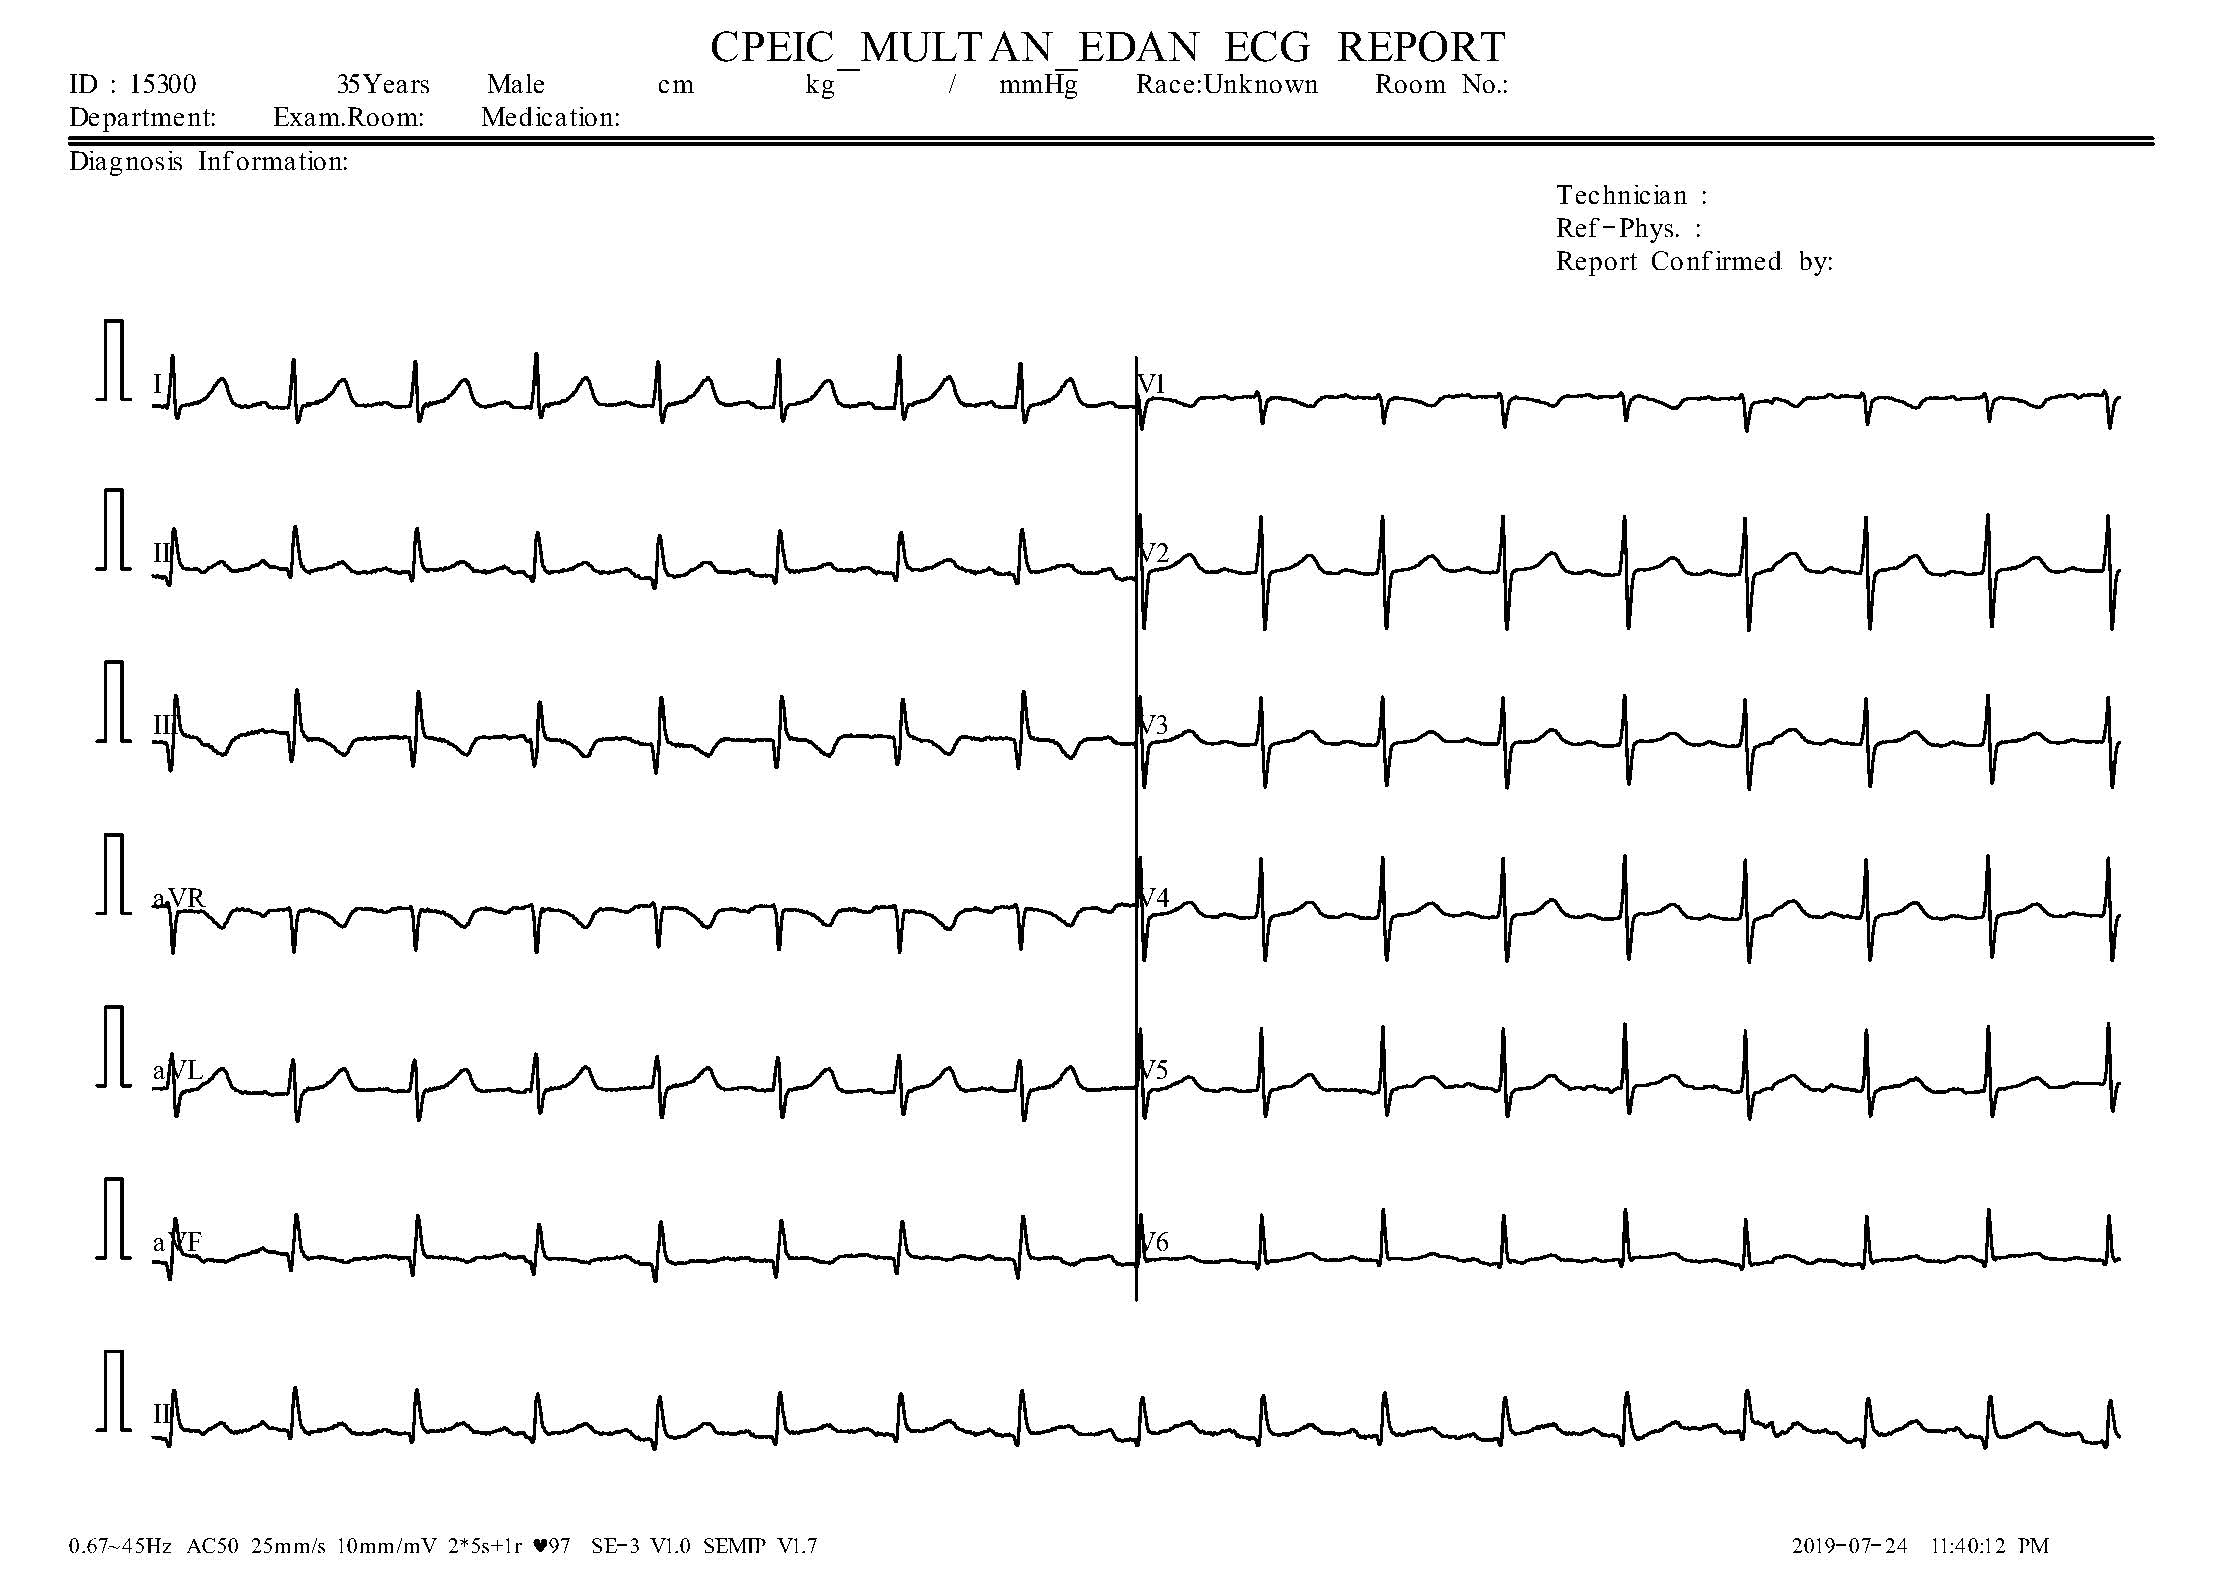 CPEIC_MULTAN_EDAN ECG REPORT
ID : 15300 35Years Male cm kg / mmHg Race:Unknown Room No.:
Department: Exam.Room: Medication:
Diagnosis Information:
Technician :
Ref-Phys. :
Report Confirmed by:
I V1
II V2
III V3
aVR V4
aVL V5
aVF V6
II
0.67~45Hz AC50 25mm/s 10mm/mV 2*5s+1r ♥97 SE-3 V1.0 SEMIP V1.7 2019-07-24 11:40:12 PM